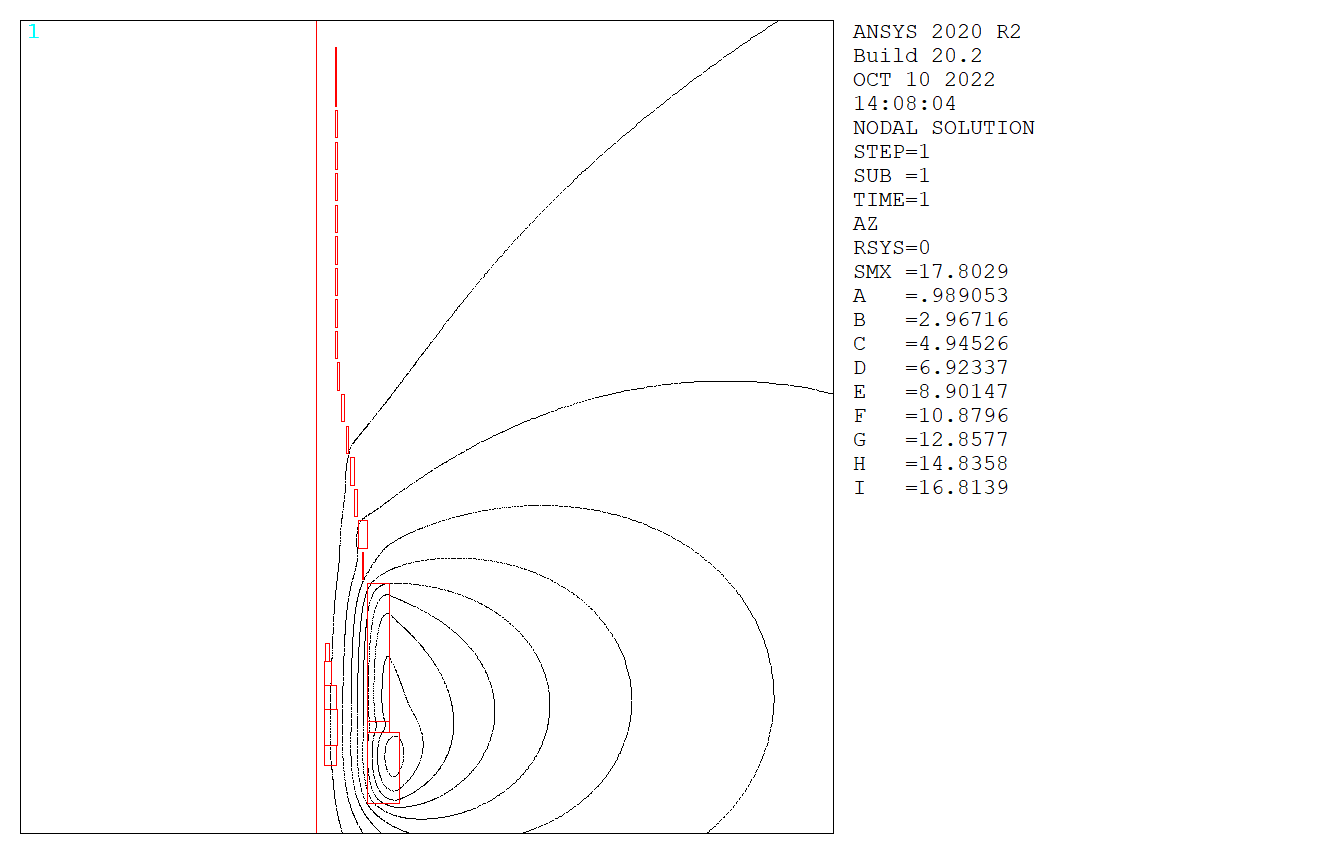 1
ANSYS 2020 R2
Build 20.2
OCT 10 2022
14:08:04
NODAL SOLUTION
STEP=1
SUB =1
TIME=1
AZ
RSYS=0
SMX =17.8029
A =.989053
B =2.96716
C =4.94526
D =6.92337
E =8.90147
F =10.8796
G =12.8577
H =14.8358
I =16.8139